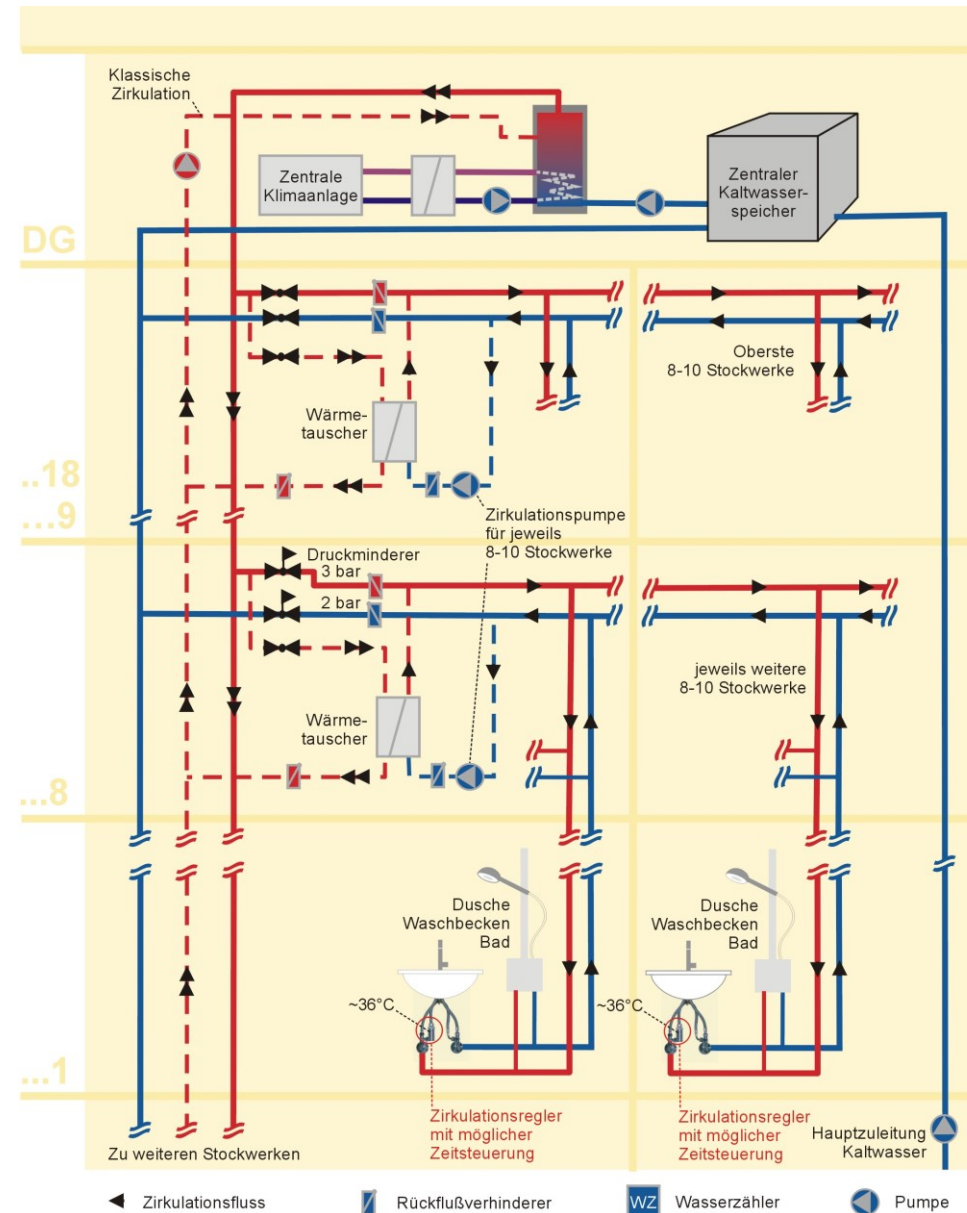 Klassische
Zirkulation
Zentrale
Klimaanlage
Zentraler
Kaltwasser-
speicher
DG
Oberste
8-10 Stockwerke
Wärme-
tauscher
..18
...9
Zirkulationspumpe
für jeweils
8-10 Stockwerke
Druckminderer
3 bar
2 bar
jeweils weitere
8-10 Stockwerke
Wärme-
tauscher
...8
Dusche
Waschbecken
Bad
~36°C
Dusche
Waschbecken
Bad
~36°C
...1
Zirkulationsregler
mit möglicher
Zeitsteuerung
Zirkulationsregler
mit möglicher
Zeitsteuerung
Hauptzuleitung
Kaltwasser
Zu weiteren Stockwerken
Zirkulationsfluss
Rückflußverhinderer
WZ Wasserzähler
Pumpe